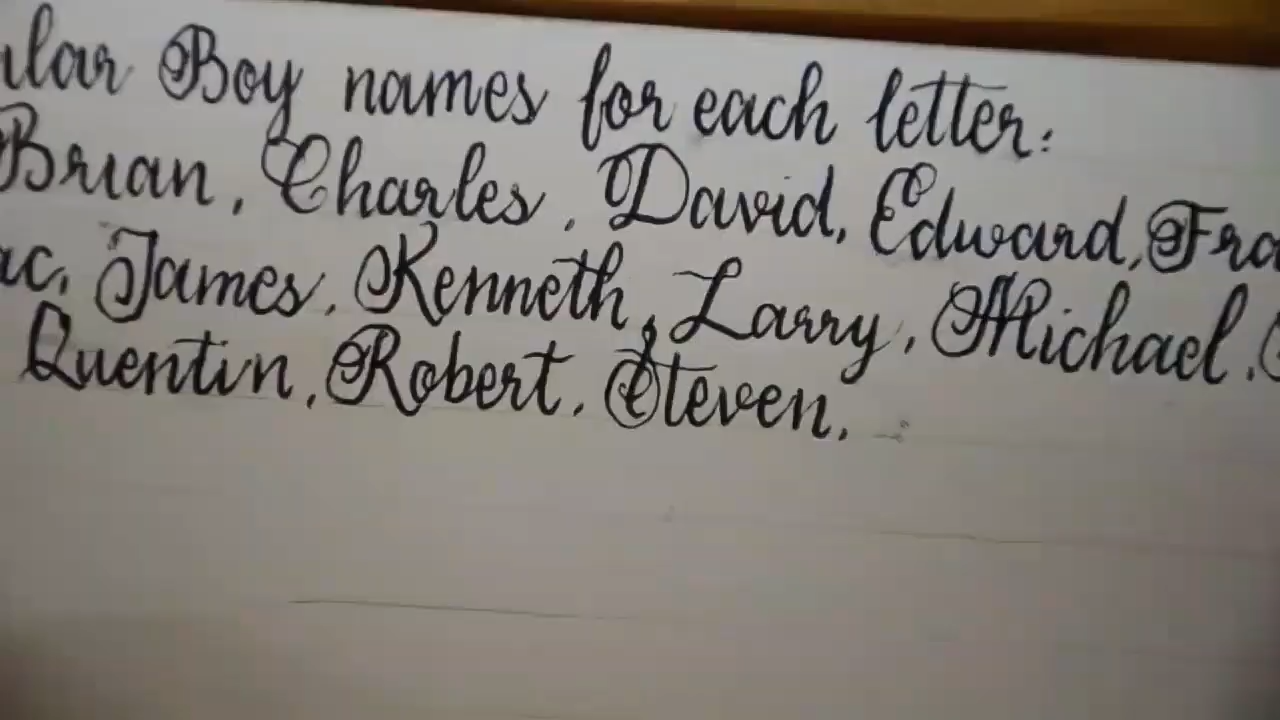 ular Boy names for each letter:
Brian, Charles, David, Edward, Fra
ac, James, Kenneth, Larry, Michael,
Quentin, Robert, Steven,